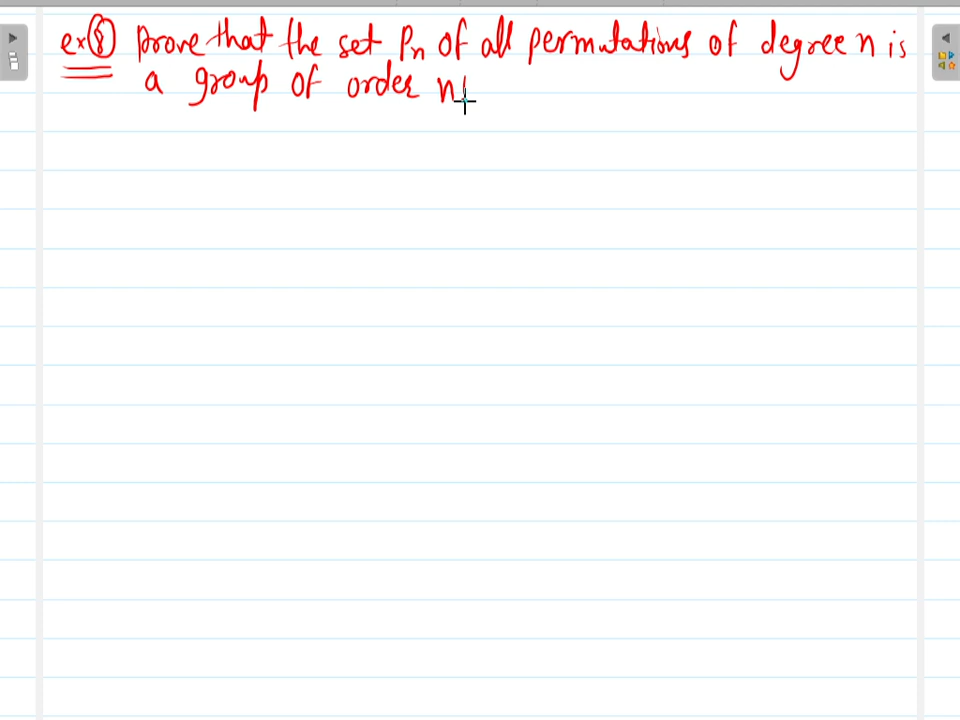 ex ⑧ prove that the set Pn of all permutations of degree n is
a group of order n!